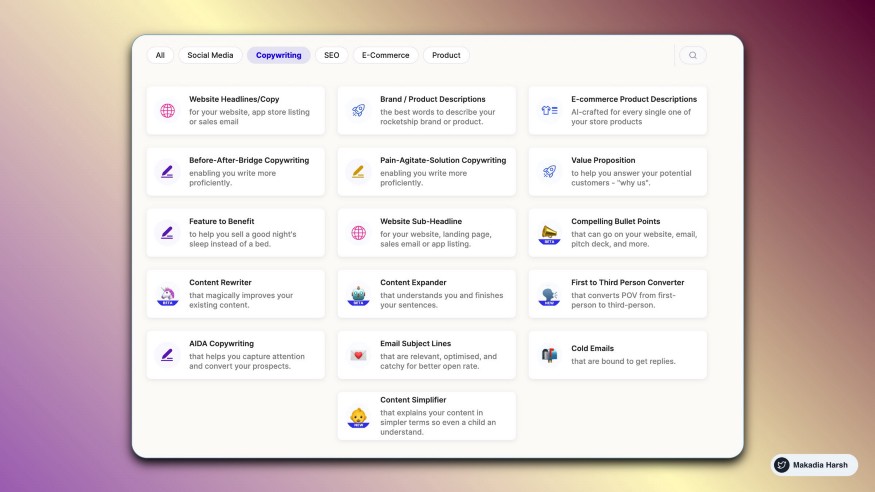 All
Social Media
Copywriting
SEO
E-Commerce
Product
Website Headlines/Copy
for your website, app store listing
or sales email
Brand / Product Descriptions
the best words to describe your
rocketship brand or product.
E-commerce Product Descriptions
AI-crafted for every single one of
your store products
Before-After-Bridge Copywriting
enabling you write more
proficiently.
Pain-Agitate-Solution Copywriting
enabling you write more
proficiently.
Value Proposition
to help you answer your potential
customers - "why us".
Feature to Benefit
to help you sell a good night's
sleep instead of a bed.
Website Sub-Headline
for your website, landing page,
sales email or app listing.
BETA
Compelling Bullet Points
that can go on your website, email,
pitch deck, and more.
BETA
Content Rewriter
that magically improves your
existing content.
BETA
Content Expander
that understands you and finishes
your sentences.
NEW
First to Third Person Converter
that converts POV from first-
person to third-person.
AIDA Copywriting
that helps you capture attention
and convert your prospects.
Email Subject Lines
that are relevant, optimised, and
catchy for better open rate.
Cold Emails
that are bound to get replies.
NEW
Content Simplifier
that explains your content in
simpler terms so even a child an
understand.
Makadia Harsh